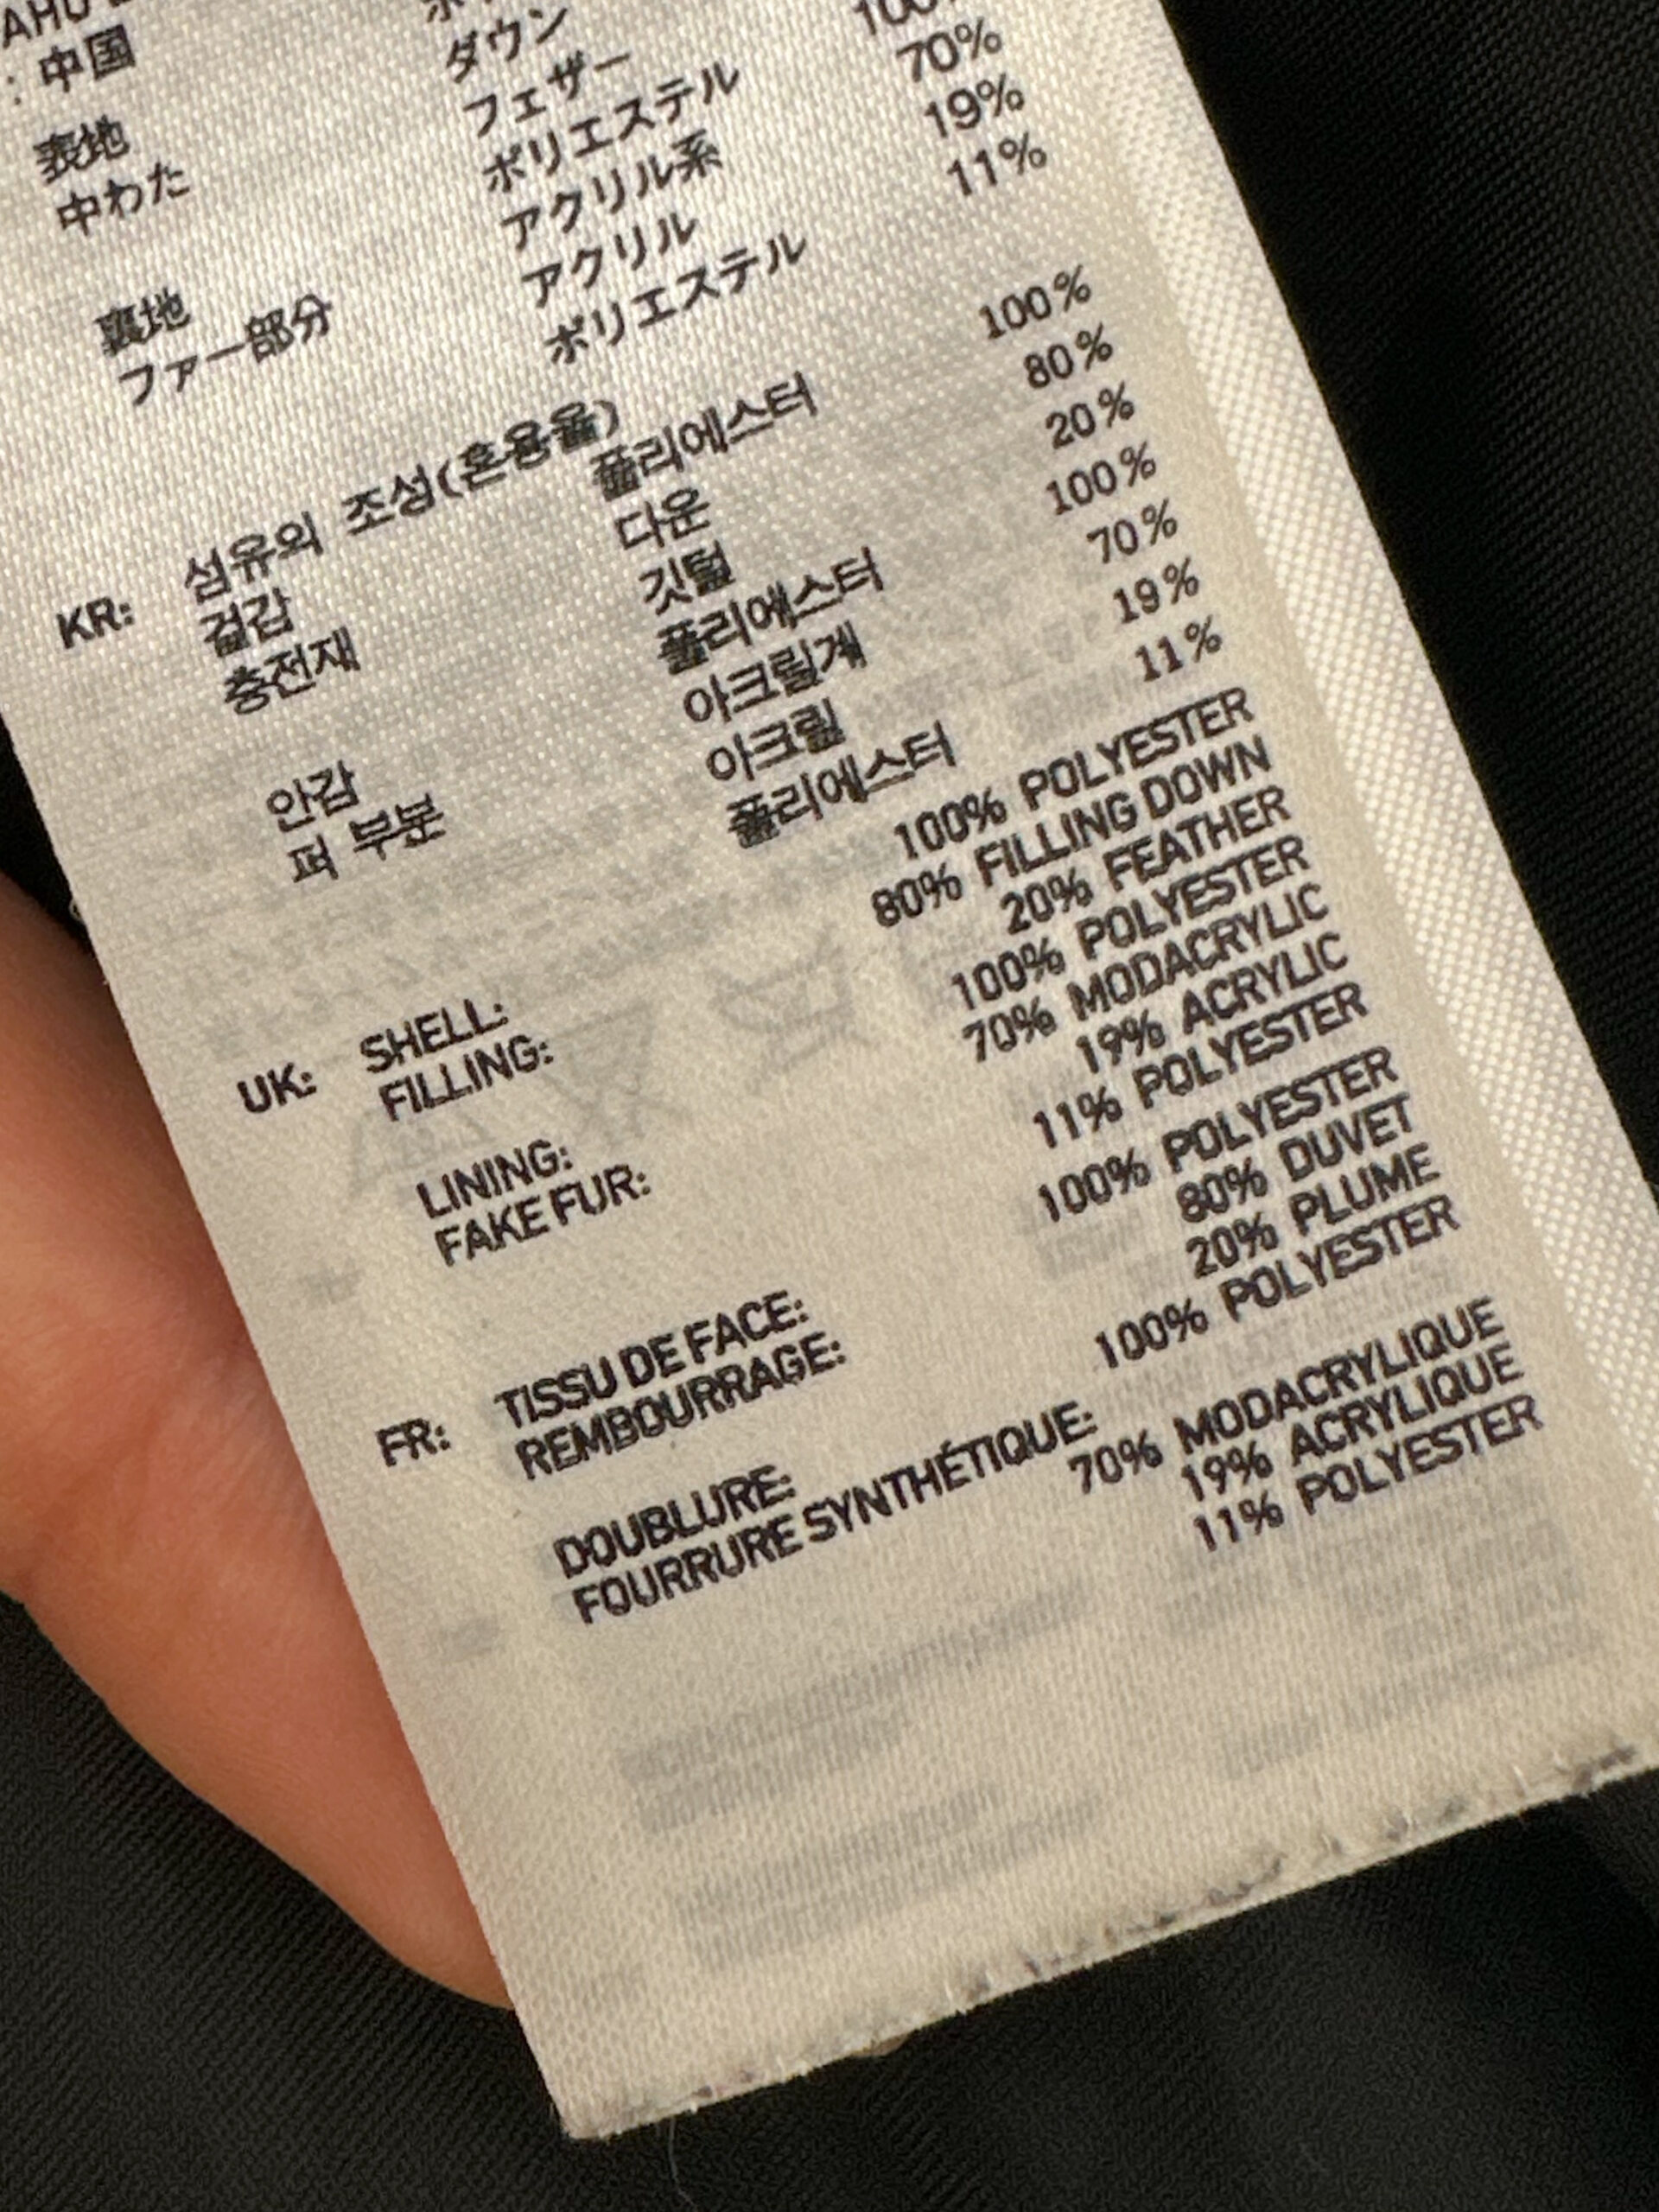 : 中国
ダウン
表地 フェザー 100%
中わた ポリエステル 70%
アクリル系 19%
アクリル 11%
裏地 ポリエステル
ファー部分
KR: 섬유의 조성(혼용율)
겉감 폴리에스터 100%
충전재 다운 80%
깃털 20%
폴리에스터 100%
안감 아크릴계 70%
퍼 부분 아크릴 19%
폴리에스터 11%
UK: SHELL: 100% POLYESTER
FILLING: 80% FILLING DOWN
20% FEATHER
LINING: 100% POLYESTER
FAKE FUR: 70% MODACRYLIC
19% ACRYLIC
11% POLYESTER
FR: TISSU DE FACE: 100% POLYESTER
REMBOURRAGE: 80% DUVET
20% PLUME
DOUBLURE: 100% POLYESTER
FOURRURE SYNTHÉTIQUE: 70% MODACRYLIQUE
19% ACRYLIQUE
11% POLYESTER